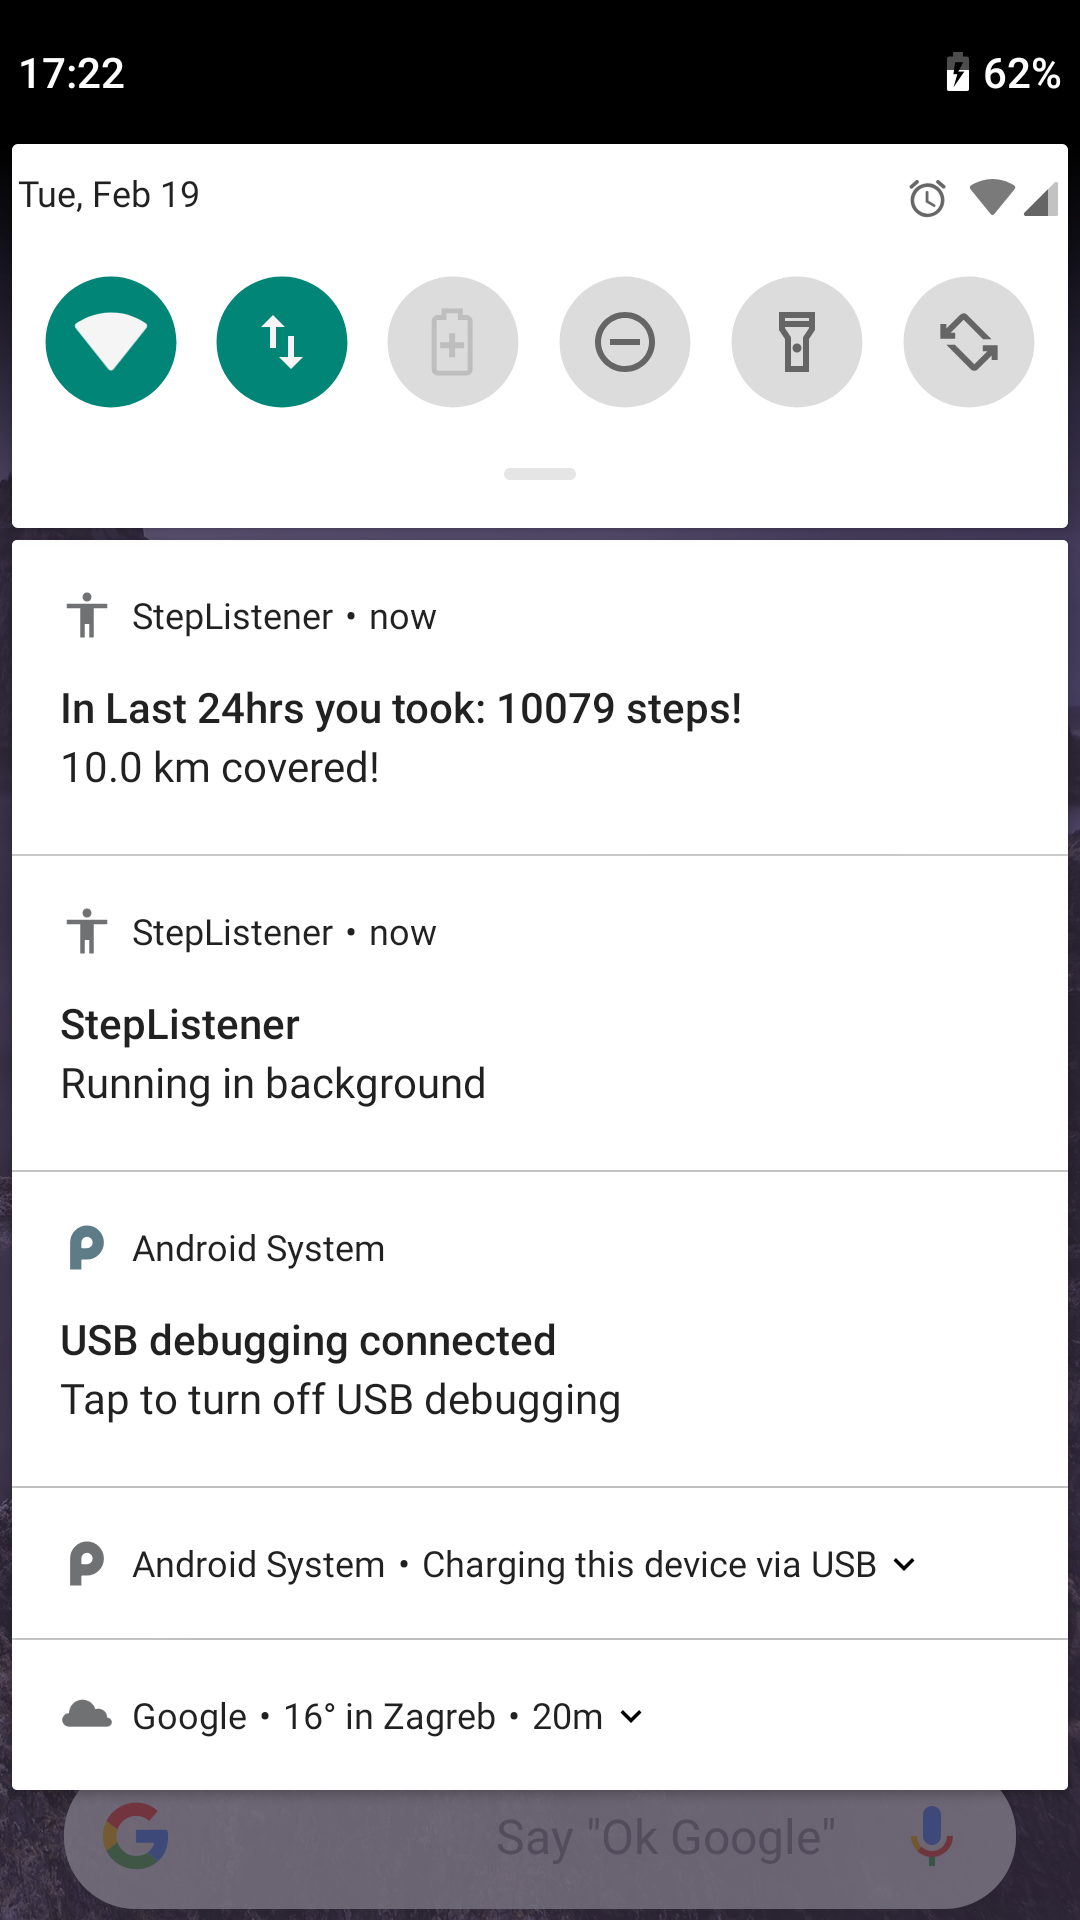 17:22 62%
Tue, Feb 19
StepListener • now
In Last 24hrs you took: 10079 steps!
10.0 km covered!
StepListener • now
StepListener
Running in background
Android System
USB debugging connected
Tap to turn off USB debugging
Android System • Charging this device via USB
Google • 16° in Zagreb • 20m
Say "Ok Google"